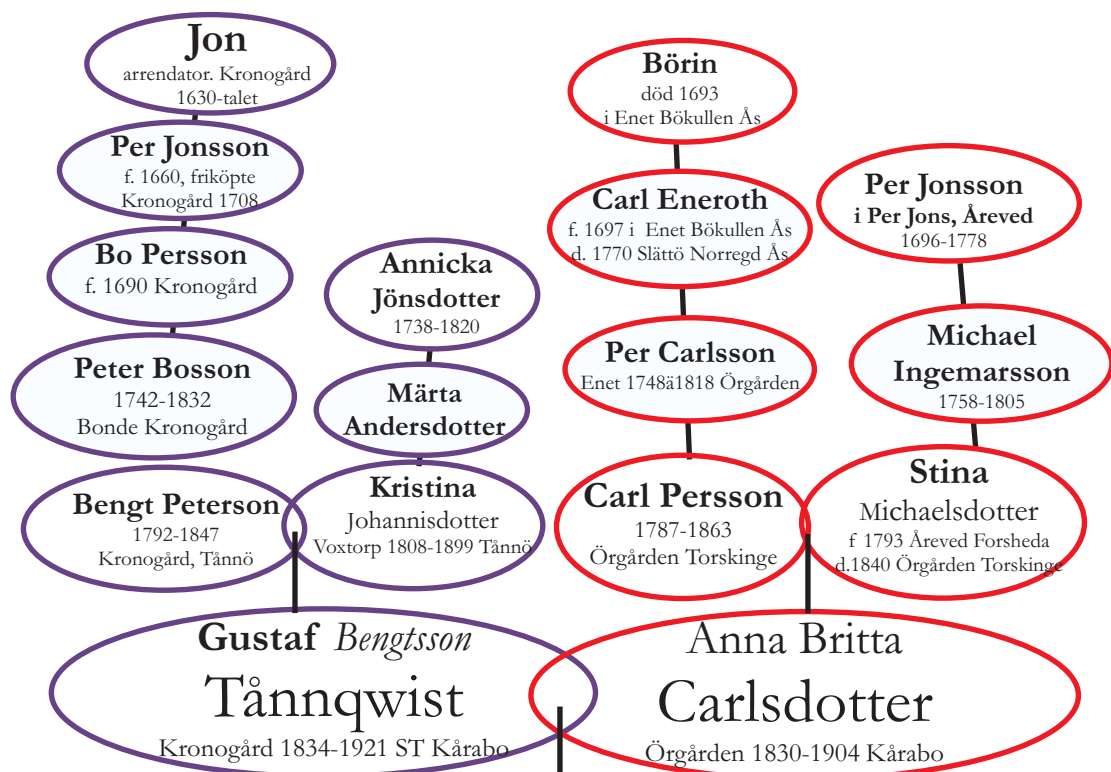 Jon
arrendator. Kronogård
1630-talet
Per Jonsson
f. 1660, friköpte
Kronogård 1708
Bo Persson
f. 1690 Kronogård
Peter Bosson
1742-1832
Bonde Kronogård
Bengt Peterson
1792-1847
Kronogård, Tånnö
Annicka
Jönsdotter
1738-1820
Märta
Andersdotter
Kristina
Johannisdotter
Voxtorp 1808-1899 Tånnö
Börin
död 1693
i Enet Bökullen Ås
Carl Eneroth
f. 1697 i Enet Bökullen Ås
d. 1770 Slättö Norregd Ås
Per Carlsson
Enet 1748ä1818 Örgården
Carl Persson
1787-1863
Örgården Torskinge
Per Jonsson
i Per Jons, Åreved
1696-1778
Michael
Ingemarsson
1758-1805
Stina
Michaelsdotter
f 1793 Åreved Forsheda
d.1840 Örgården Torskinge
Gustaf Bengtsson
Tånnqwist
Kronogård 1834-1921 ST Kårabo
Anna Britta
Carlsdotter
Örgården 1830-1904 Kårabo